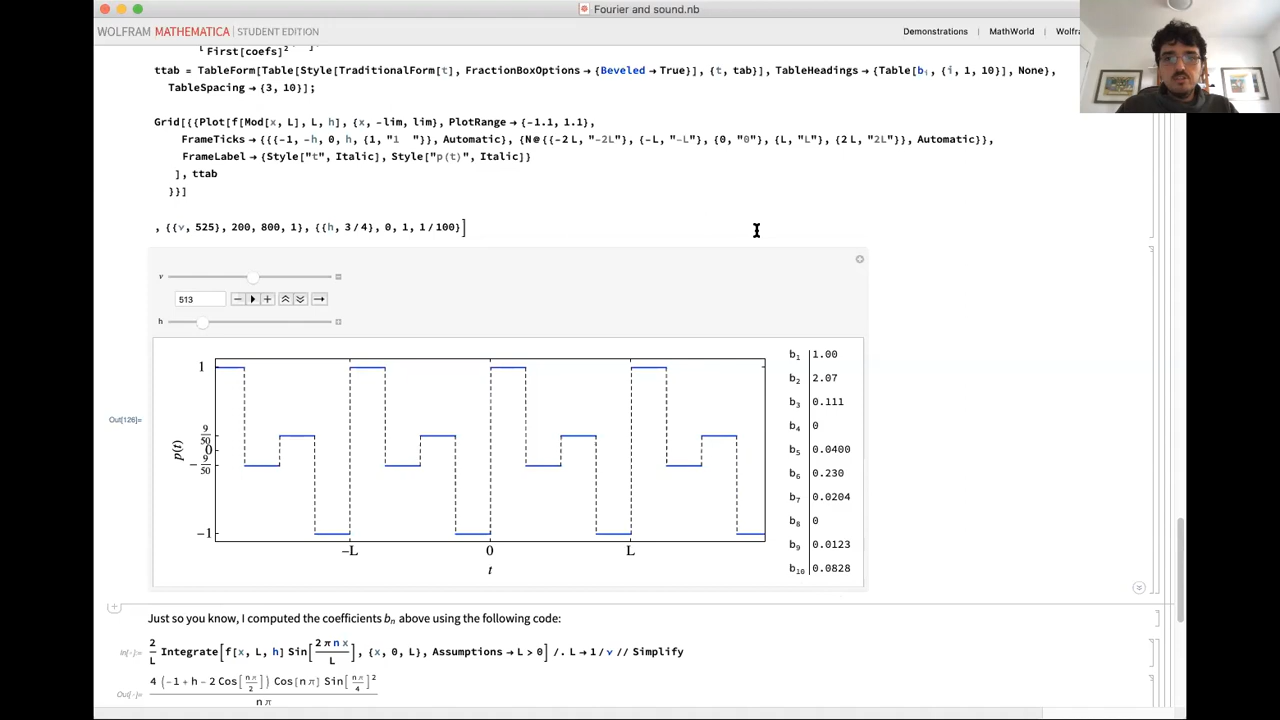 Fourier and sound.nb
WOLFRAM MATHEMATICA | STUDENT EDITION
Demonstrations MathWorld Wolfra
First[coefs]²
ttab = TableForm[Table[Style[TraditionalForm[t], FractionBoxOptions → {Beveled → True}], {t, tab}], TableHeadings → {Table[bᵢ, {i, 1, 10}], None},
TableSpacing → {3, 10}];
Grid[{{Plot[f[Mod[x, L], L, h], {x, -lim, lim}, PlotRange → {-1.1, 1.1},
FrameTicks → {{{-1, -h, 0, h, {1, "1  "}}, Automatic}, {N@{{-2 L, "-2L"}, {-L, "-L"}, {0, "0"}, {L, "L"}, {2 L, "2L"}}, Automatic}},
FrameLabel → {Style["t", Italic], Style["p(t)", Italic]}
], ttab
}}]
, {{ν, 525}, 200, 800, 1}, {{h, 3/4}, 0, 1, 1/100}]
ν
513
h
Out[126]=
p(t)
1
9/50
0
-9/50
-1
-L 0 L
t
b₁ 1.00
b₂ 2.07
b₃ 0.111
b₄ 0
b₅ 0.0400
b₆ 0.230
b₇ 0.0204
b₈ 0
b₉ 0.0123
b₁₀ 0.0828
Just so you know, I computed the coefficients bₙ above using the following code:
In[•]:= 2/L Integrate[f[x, L, h] Sin[2 π n x/L], {x, 0, L}, Assumptions → L > 0] /. L → 1/ν // Simplify
Out[•]= 4 (-1 + h - 2 Cos[n π/2]) Cos[n π] Sin[n π/4]²
n π